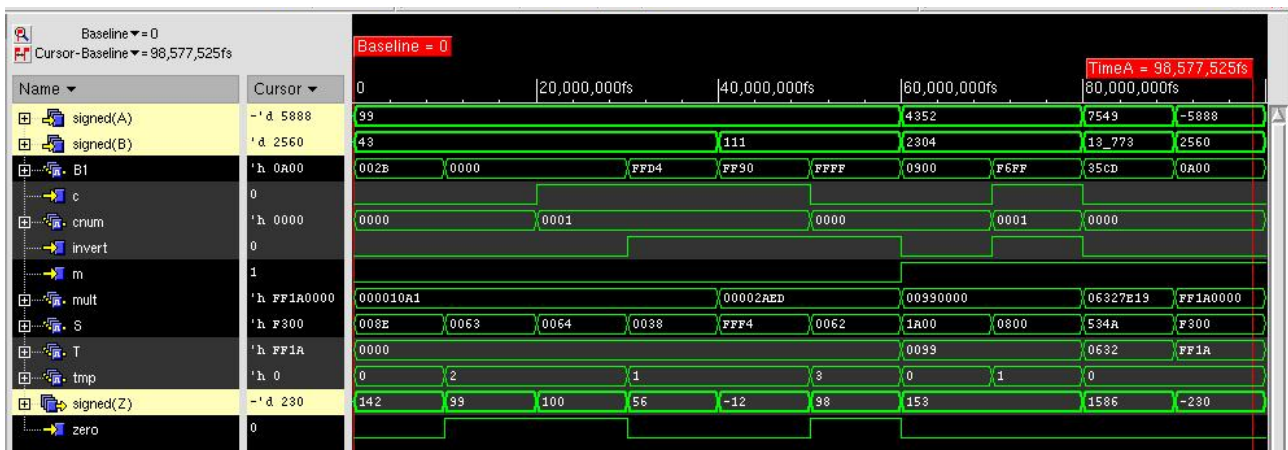 Baseline ▾= 0
Cursor-Baseline ▾= 98,577,525fs
Baseline = 0
TimeA = 98,577,525fs
Name ▾ Cursor ▾ 0 20,000,000fs 40,000,000fs 60,000,000fs 80,000,000fs
signed(A) -'d 5888 99 4352 7549 -5888
signed(B) 'd 2560 43 111 2304 13_773 2560
B1 'h 0A00 002B 0000 FFD4 FF90 FFFF 0900 F6FF 35CD 0A00
c 0
cnum 'h 0000 0000 0001 0000 0001 0000
invert 0
m 1
mult 'h FF1A0000 000010A1 00002AED 00990000 06327E19 FF1A0000
S 'h F300 008E 0063 0064 0038 FFF4 0062 1A00 0800 534A F300
T 'h FF1A 0000 0099 0632 FF1A
tmp 'h 0 0 2 1 3 0 1 0
signed(Z) -'d 230 142 99 100 56 -12 98 153 1586 -230
zero 0